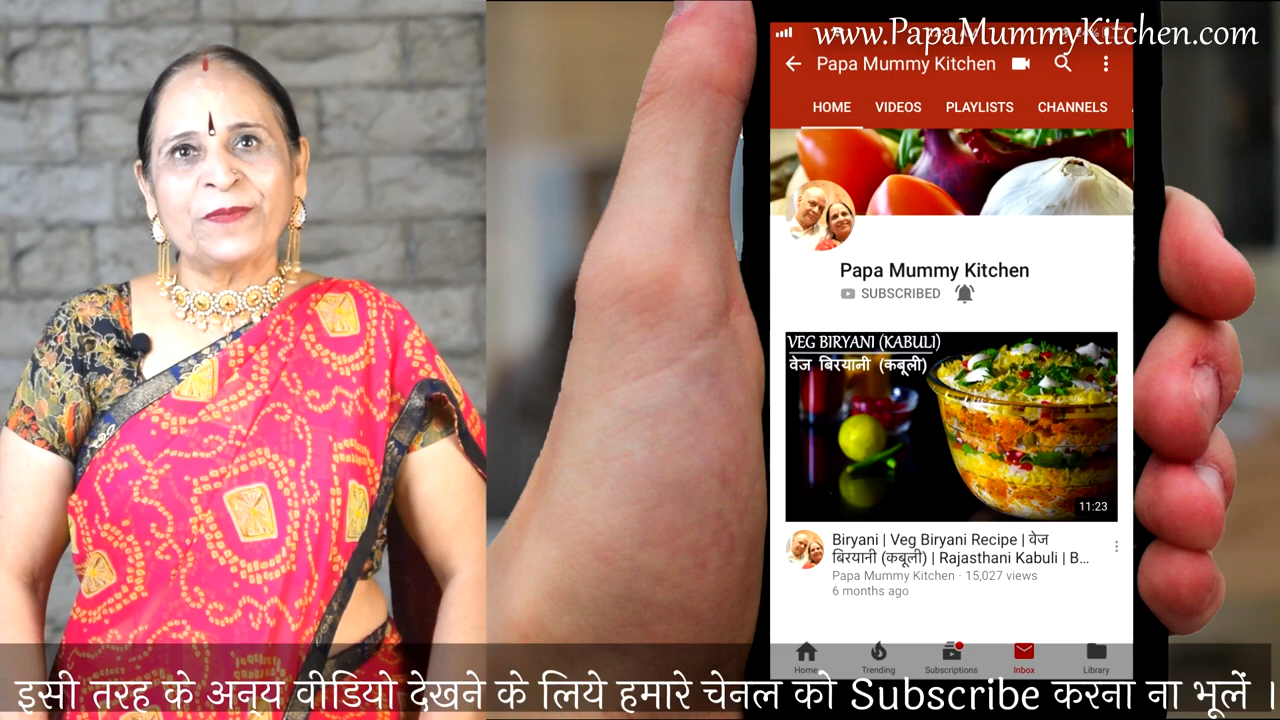 www.PapaMummyKitchen.com
Papa Mummy Kitchen
HOME VIDEOS PLAYLISTS CHANNELS
Papa Mummy Kitchen
SUBSCRIBED
VEG BIRYANI (KABULI)
वेज बिरयानी (कबूली)
11:23
Biryani | Veg Biryani Recipe | वेज
बिरयानी (कबूली) | Rajasthani Kabuli | B...
Papa Mummy Kitchen · 15,027 views
6 months ago
Home Trending Subscriptions Inbox Library
इसी तरह के अन्य वीडियो देखने के लिये हमारे चेनल को Subscribe करना ना भूलें ।